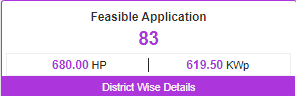 Feasible Application
83
680.00 HP 619.50 KWp
District Wise Details